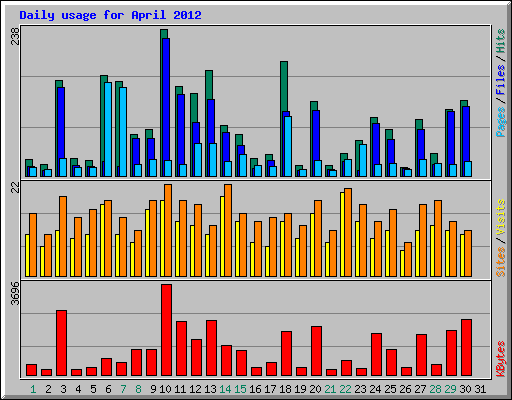 Daily usage for April 2012
238
Pages / Files / Hits
22
Sites / Visits
3696
KBytes
1 2 3 4 5 6 7 8 9 10 11 12 13 14 15 16 17 18 19 20 21 22 23 24 25 26 27 28 29 30 31